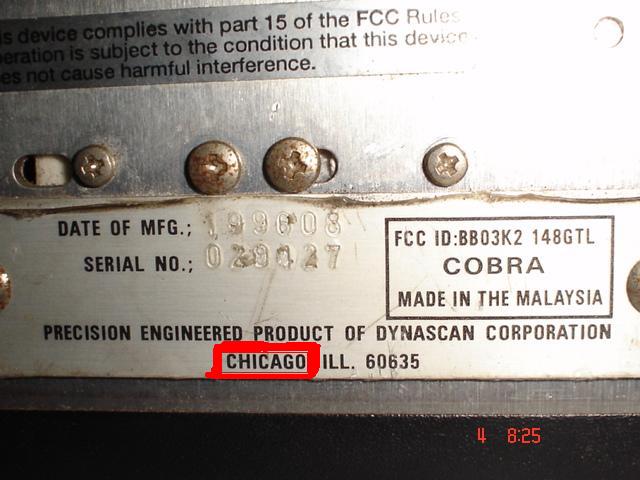 is device complies with part 15 of the FCC Rules
eration is subject to the condition that this device
es not cause harmful interference.
DATE OF MFG.; 199608
SERIAL NO.; 020427
FCC ID:BB03K2 148GTL
COBRA
MADE IN THE MALAYSIA
PRECISION ENGINEERED PRODUCT OF DYNASCAN CORPORATION
CHICAGO ILL. 60635
4 8:25